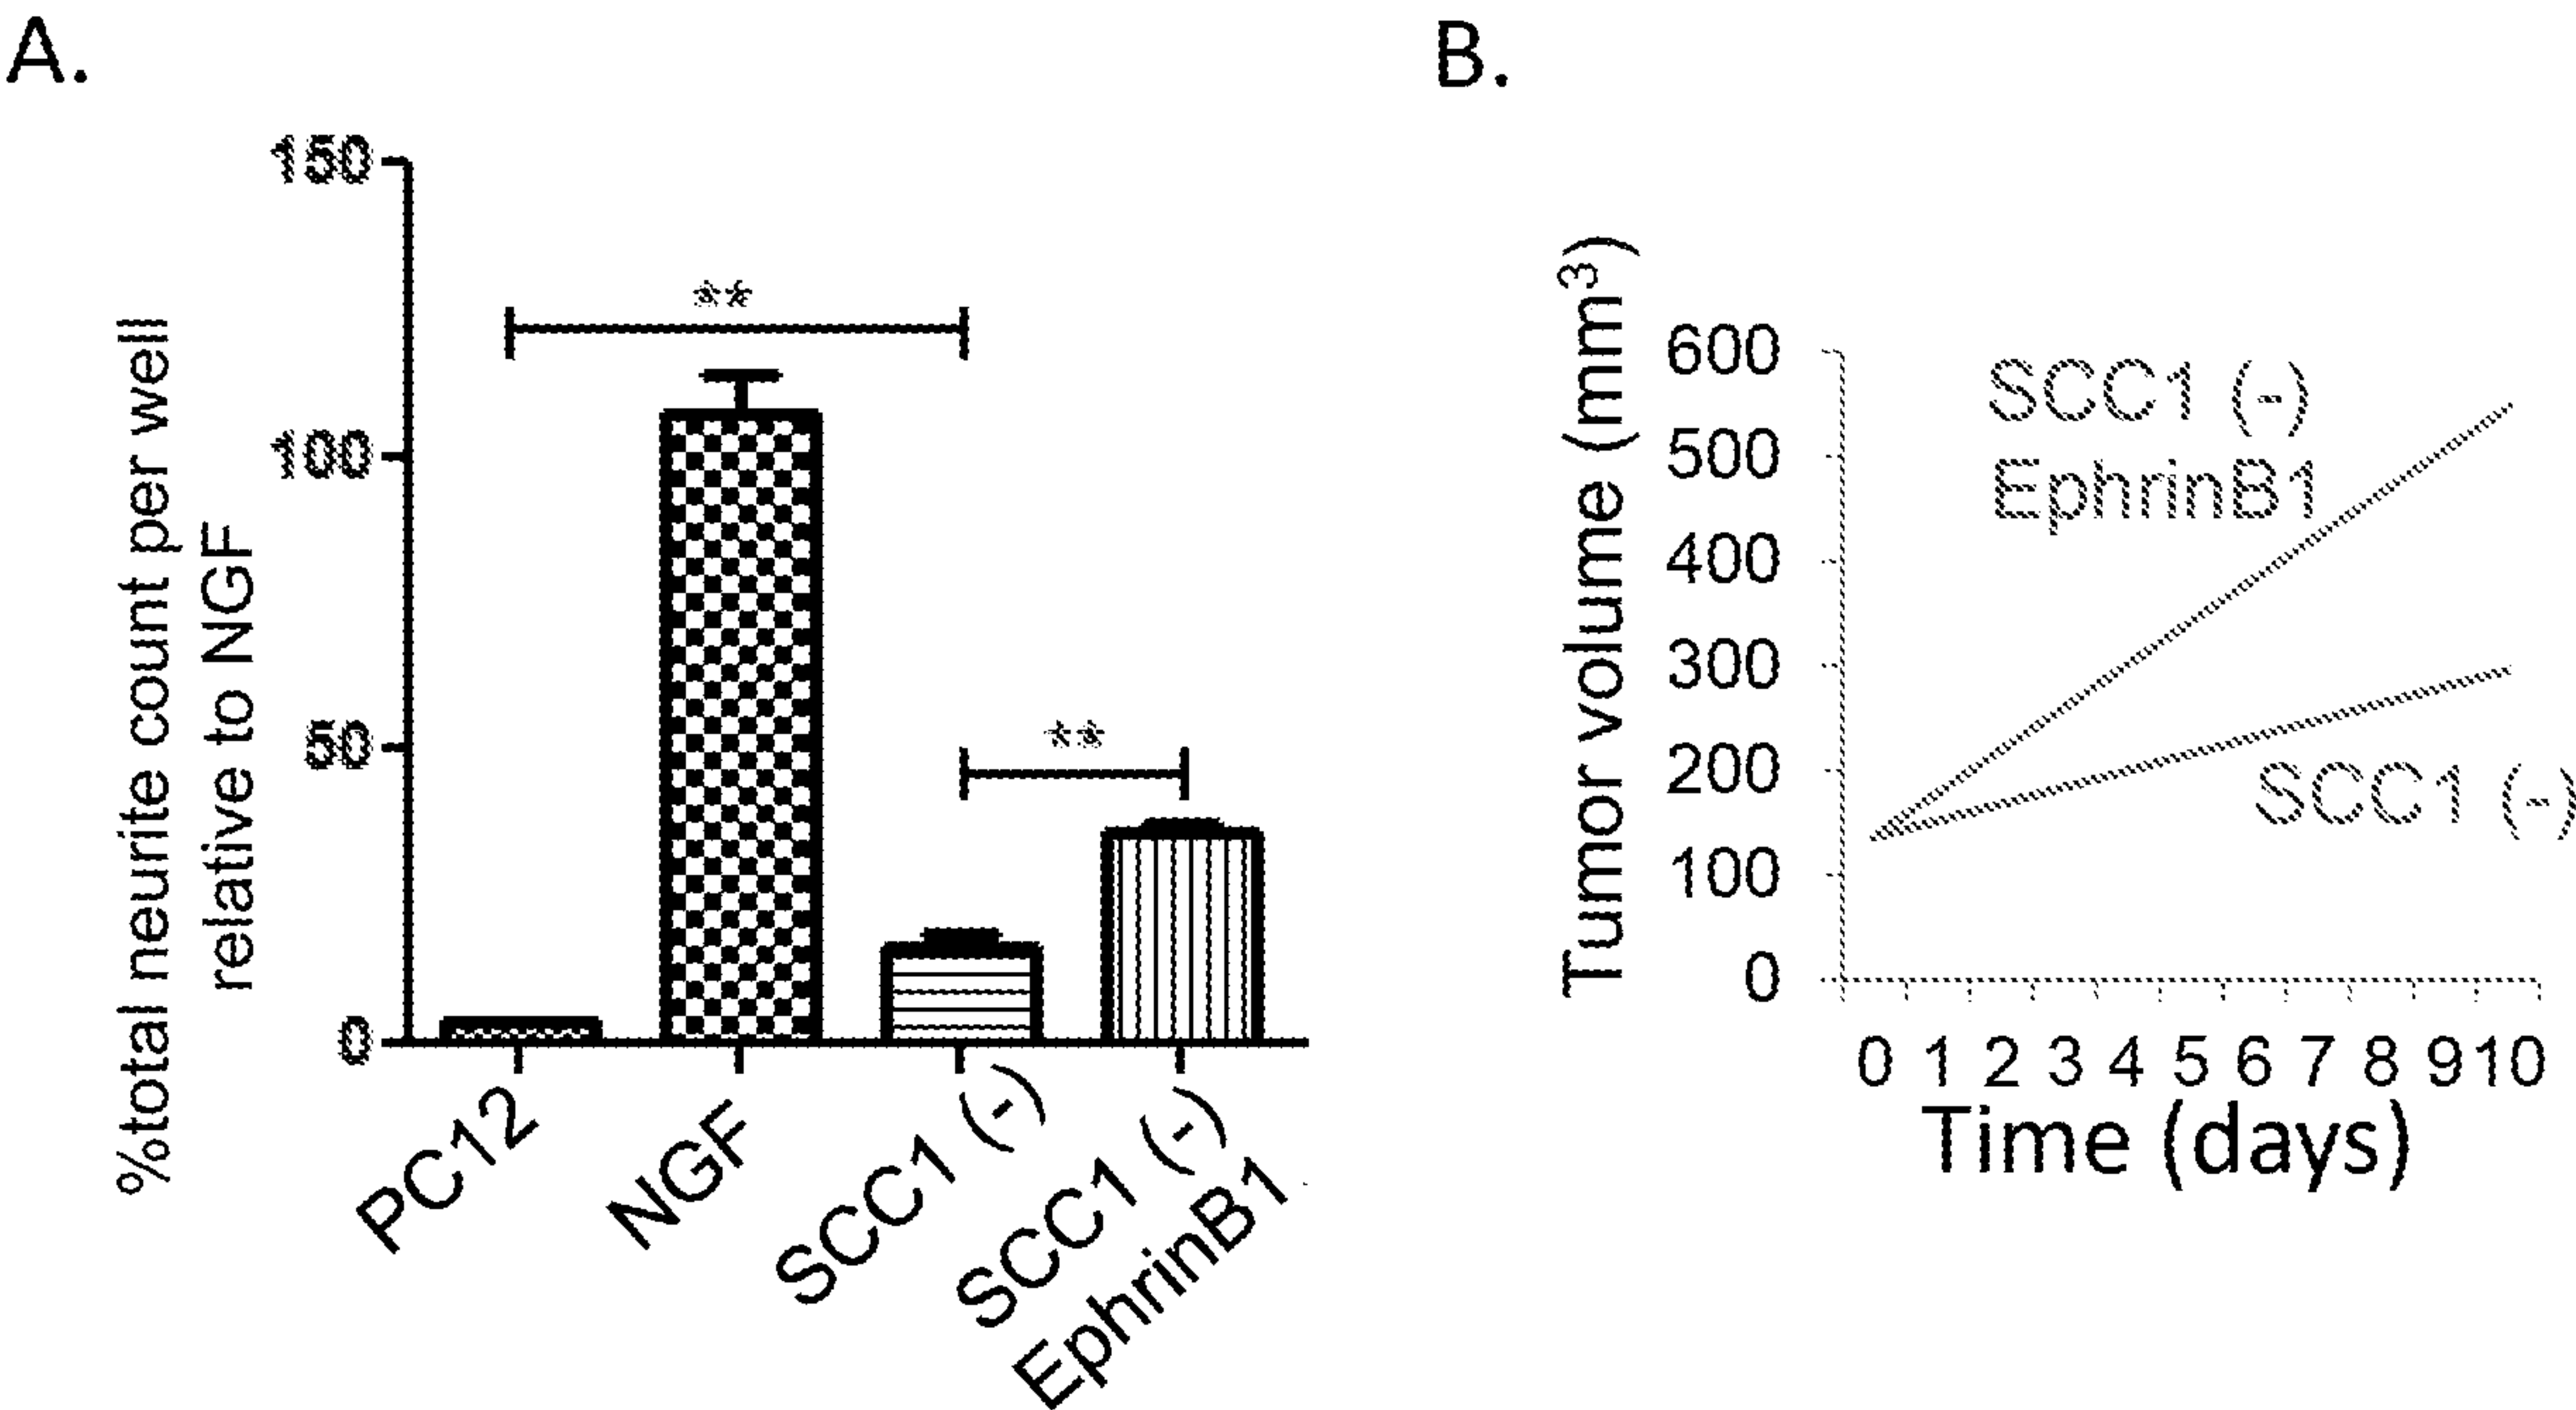 A.
%total neurite count per well
relative to NGF
150
100
50
0
**
**
PC12
NGF
SCC1 (-)
SCC1 (-)
EphrinB1
B.
Tumor volume (mm³)
600
500
400
300
200
100
0
SCC1 (-)
EphrinB1
SCC1 (-)
0 1 2 3 4 5 6 7 8 9 10
Time (days)